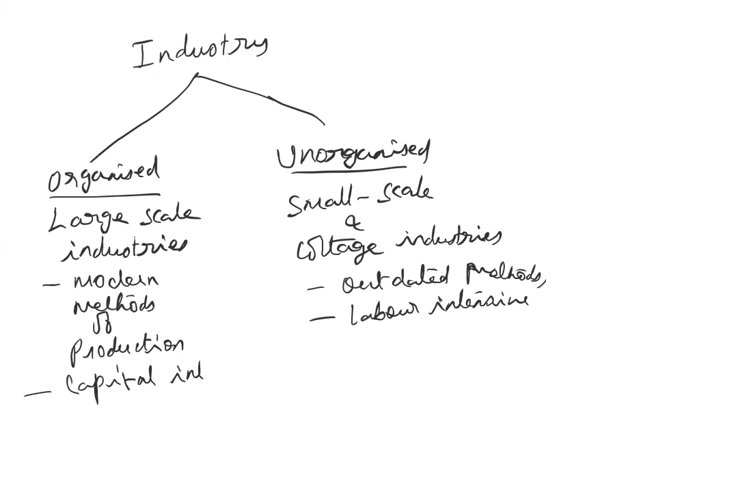 Industry
Organised
Large scale
industries
- Modern
methods
of
Production
- Capital int
Unorganised
Small-scale
&
Cottage industries
- Outdated Methods,
- Labour intensive